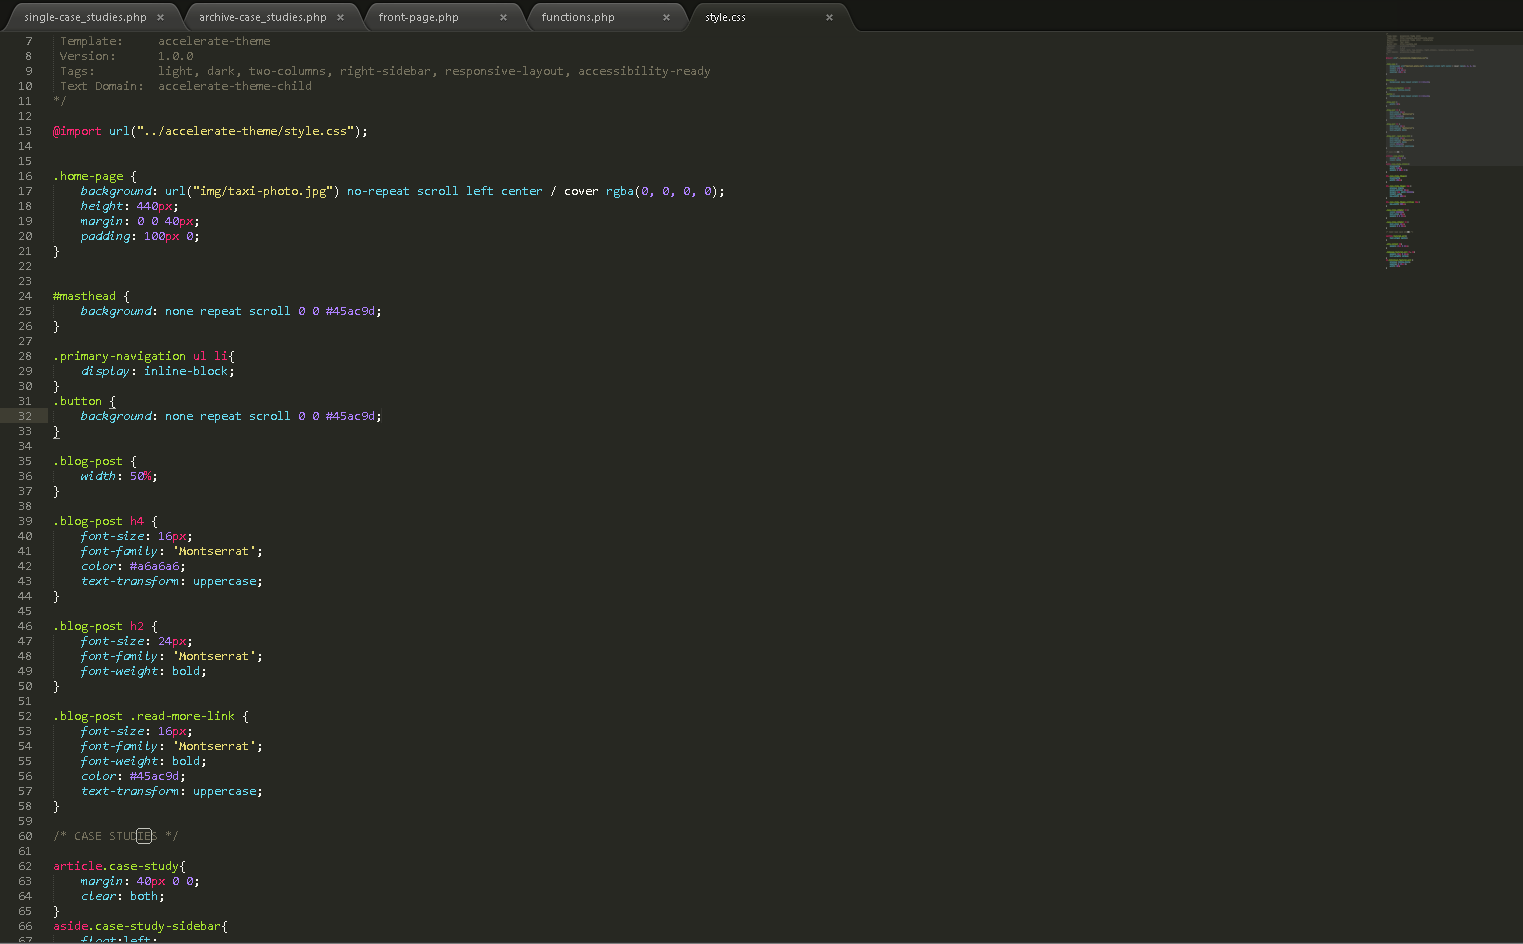 single-case_studies.php × archive-case_studies.php × front-page.php × functions.php × style.css ×
7 Template: accelerate-theme
8 Version: 1.0.0
9 Tags: light, dark, two-columns, right-sidebar, responsive-layout, accessibility-ready
10 Text Domain: accelerate-theme-child
11 */
12
13 @import url("../accelerate-theme/style.css");
14
15
16 .home-page {
17 background: url("img/taxi-photo.jpg") no-repeat scroll left center / cover rgba(0, 0, 0, 0);
18 height: 440px;
19 margin: 0 0 40px;
20 padding: 100px 0;
21 }
22
23
24 #masthead {
25 background: none repeat scroll 0 0 #45ac9d;
26 }
27
28 .primary-navigation ul li{
29 display: inline-block;
30 }
31 .button {
32 background: none repeat scroll 0 0 #45ac9d;
33 }
34
35 .blog-post {
36 width: 50%;
37 }
38
39 .blog-post h4 {
40 font-size: 16px;
41 font-family: 'Montserrat';
42 color: #a6a6a6;
43 text-transform: uppercase;
44 }
45
46 .blog-post h2 {
47 font-size: 24px;
48 font-family: 'Montserrat';
49 font-weight: bold;
50 }
51
52 .blog-post .read-more-link {
53 font-size: 16px;
54 font-family: 'Montserrat';
55 font-weight: bold;
56 color: #45ac9d;
57 text-transform: uppercase;
58 }
59
60 /* CASE STUDIES */
61
62 article.case-study{
63 margin: 40px 0 0;
64 clear: both;
65 }
66 aside.case-study-sidebar{
67 float:left;